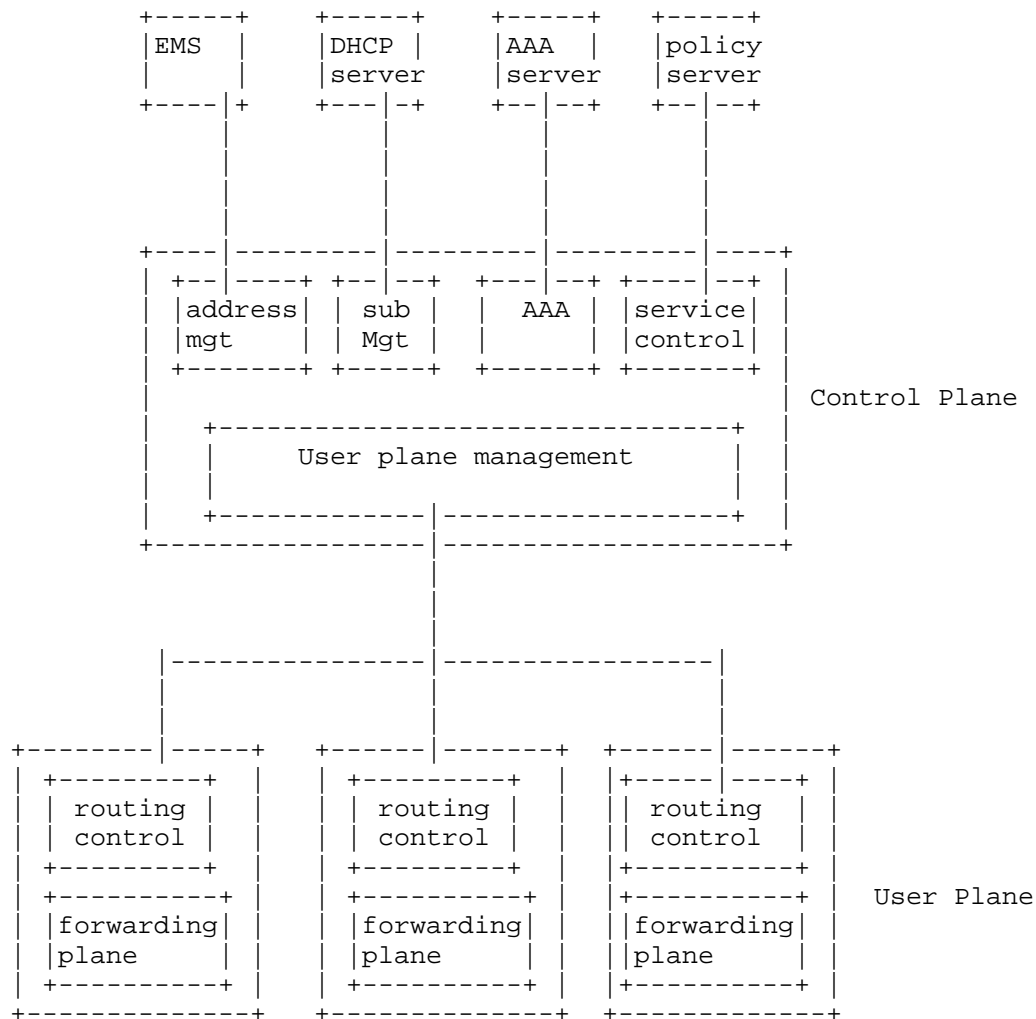 EMS DHCP AAA policy
server server server
address sub AAA service
mgt Mgt control
Control Plane
User plane management
routing routing routing
control control control
User Plane
forwarding forwarding forwarding
plane plane plane